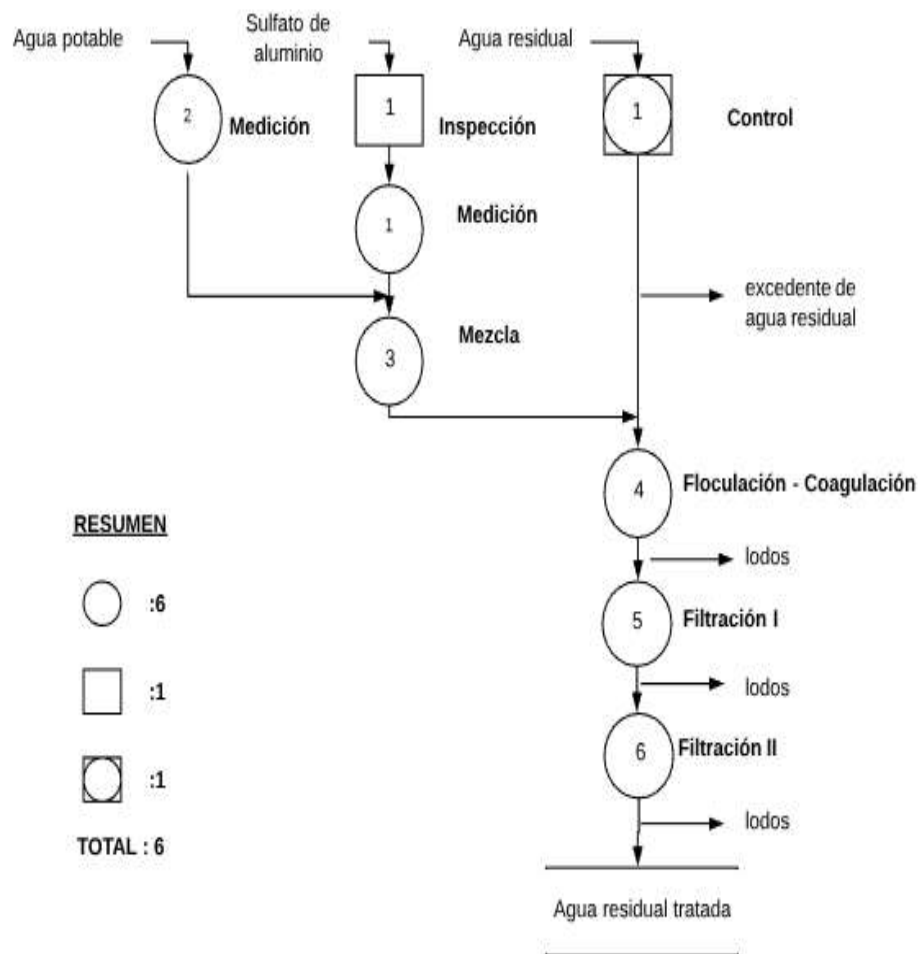 Agua potable
Sulfato de
aluminio
Agua residual
2
Medición
1
Inspección
1
Control
1
Medición
excedente de
agua residual
3
Mezcla
4
Floculación - Coagulación
RESUMEN
lodos
:6
5
Filtración I
:1
lodos
6
Filtración II
:1
lodos
TOTAL : 6
Agua residual tratada